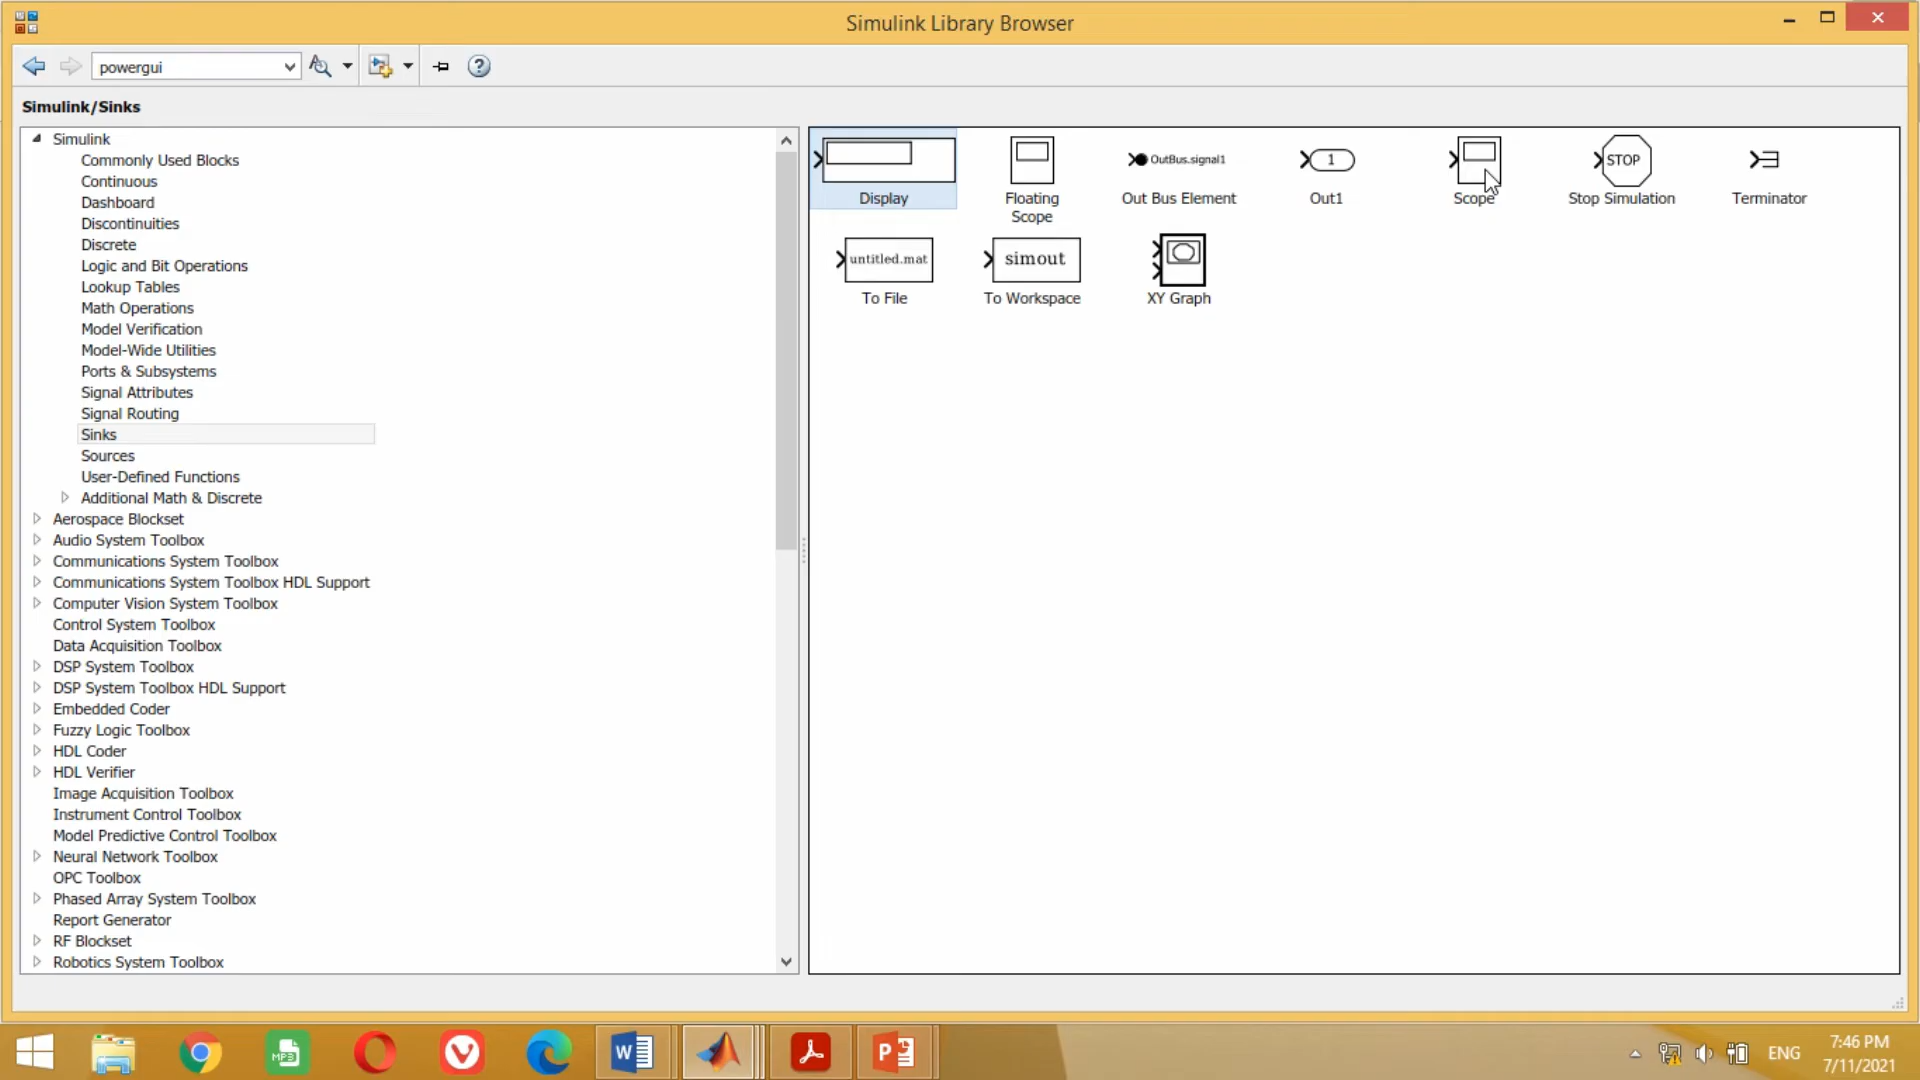 Simulink Library Browser
powergui
Simulink/Sinks
Simulink
Commonly Used Blocks
Continuous
Dashboard
Discontinuities
Discrete
Logic and Bit Operations
Lookup Tables
Math Operations
Model Verification
Model-Wide Utilities
Ports & Subsystems
Signal Attributes
Signal Routing
Sinks
Sources
User-Defined Functions
Additional Math & Discrete
Aerospace Blockset
Audio System Toolbox
Communications System Toolbox
Communications System Toolbox HDL Support
Computer Vision System Toolbox
Control System Toolbox
Data Acquisition Toolbox
DSP System Toolbox
DSP System Toolbox HDL Support
Embedded Coder
Fuzzy Logic Toolbox
HDL Coder
HDL Verifier
Image Acquisition Toolbox
Instrument Control Toolbox
Model Predictive Control Toolbox
Neural Network Toolbox
OPC Toolbox
Phased Array System Toolbox
Report Generator
RF Blockset
Robotics System Toolbox
Display
Floating
Scope
OutBus.signal1
Out Bus Element
1
Out1
Scope
STOP
Stop Simulation
Terminator
untitled.mat
To File
simout
To Workspace
XY Graph
MP3
W
P
ENG
7:46 PM
7/11/2021